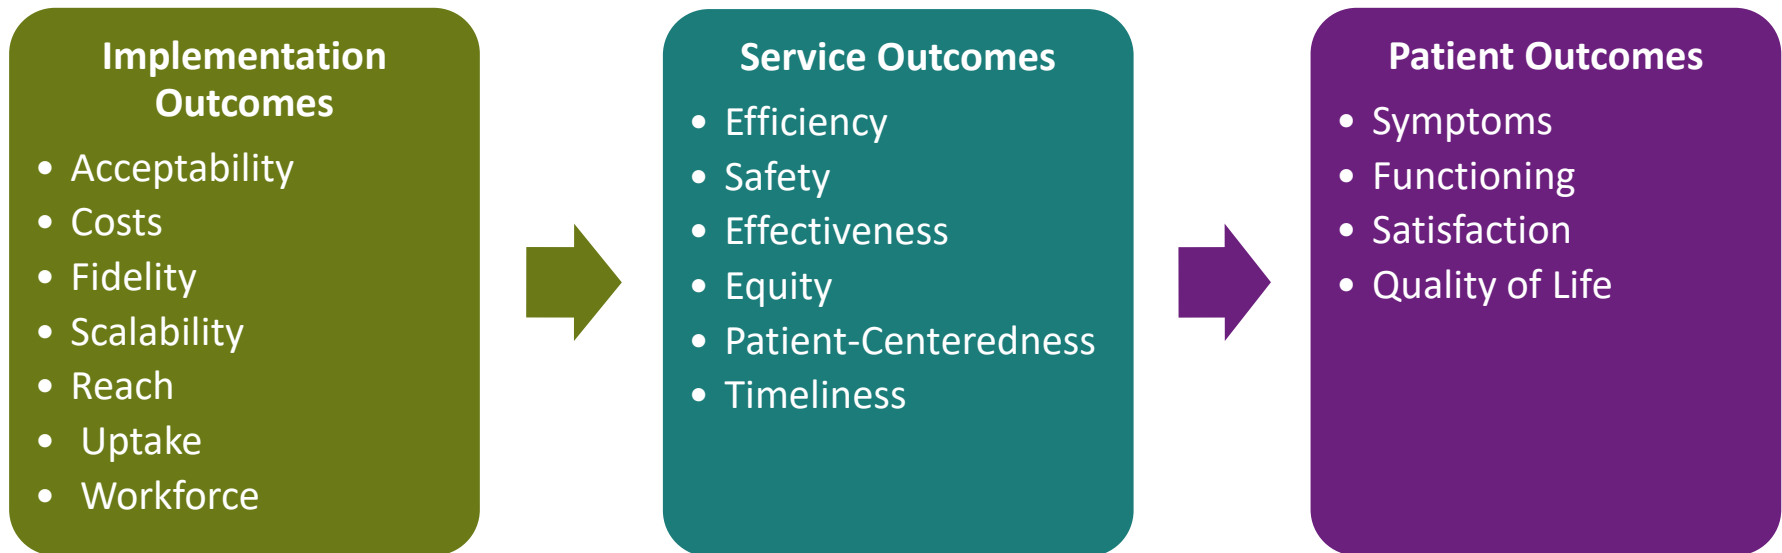 Implementation
Outcomes
• Acceptability
• Costs
• Fidelity
• Scalability
• Reach
• Uptake
• Workforce
Service Outcomes
• Efficiency
• Safety
• Effectiveness
• Equity
• Patient-Centeredness
• Timeliness
Patient Outcomes
• Symptoms
• Functioning
• Satisfaction
• Quality of Life